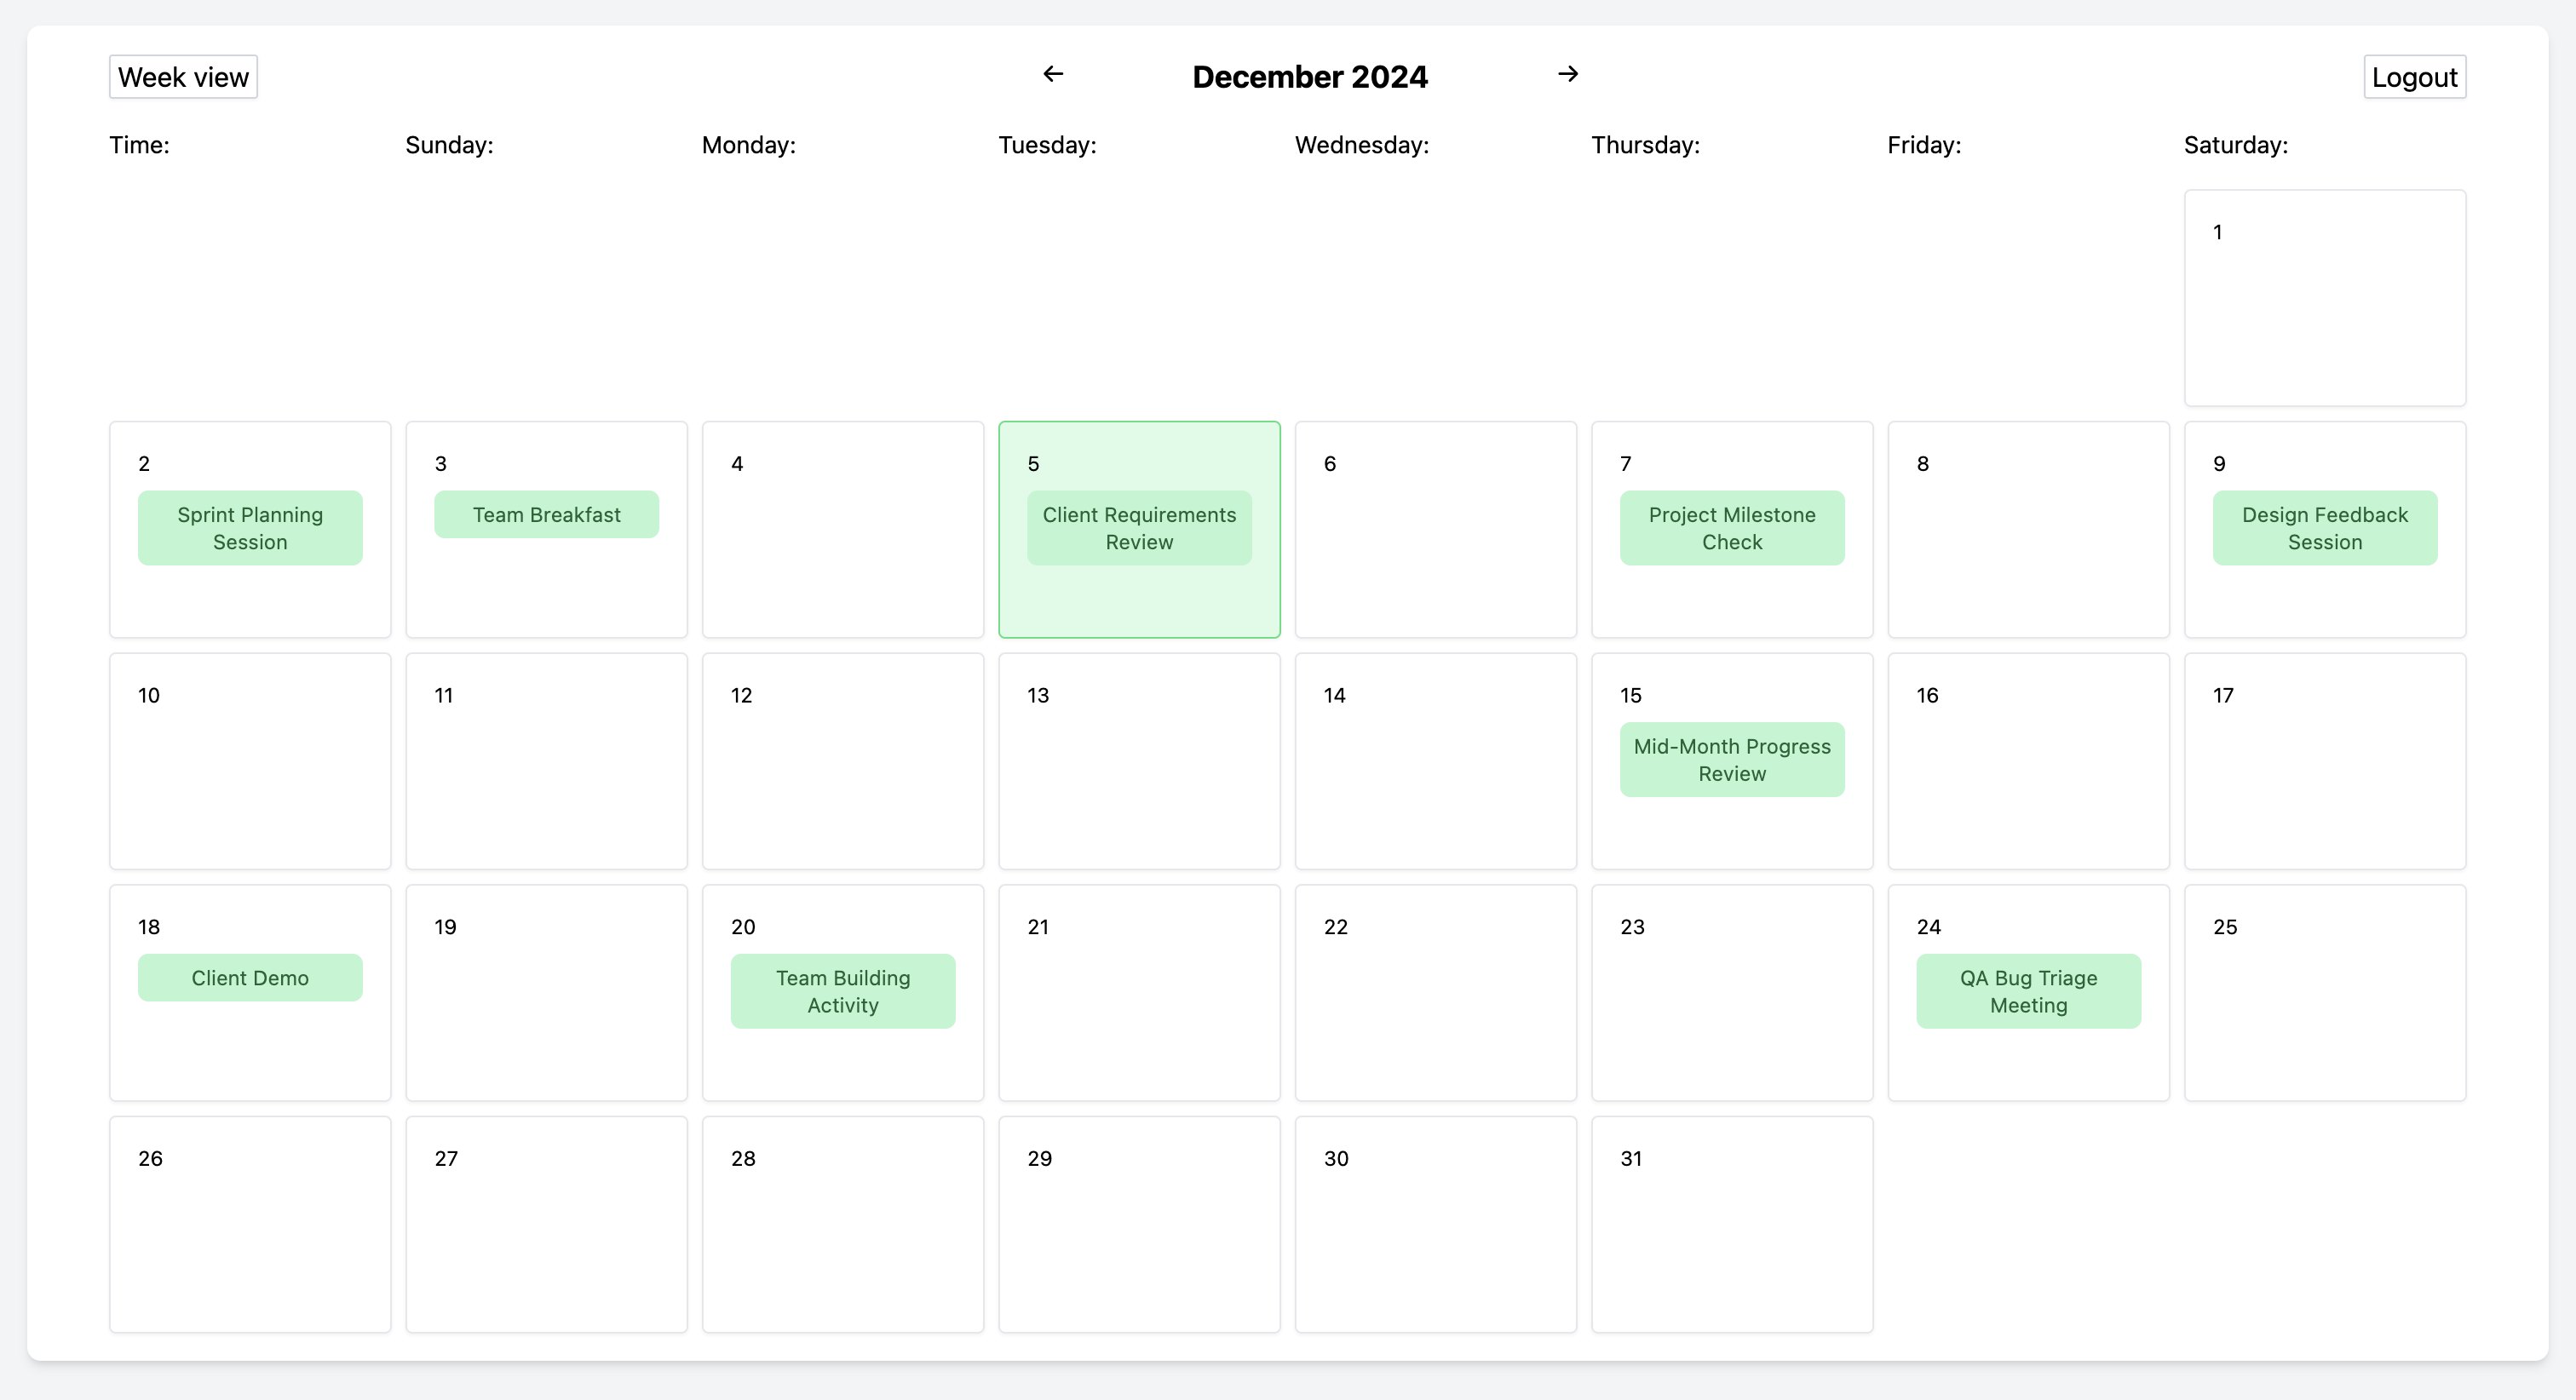 Week view
December 2024
Logout
Time: Sunday: Monday: Tuesday: Wednesday: Thursday: Friday: Saturday:
1
2
Sprint Planning
Session
3
Team Breakfast
4
5
Client Requirements
Review
6
7
Project Milestone
Check
8
9
Design Feedback
Session
10
11
12
13
14
15
Mid-Month Progress
Review
16
17
18
Client Demo
19
20
Team Building
Activity
21
22
23
24
QA Bug Triage
Meeting
25
26
27
28
29
30
31